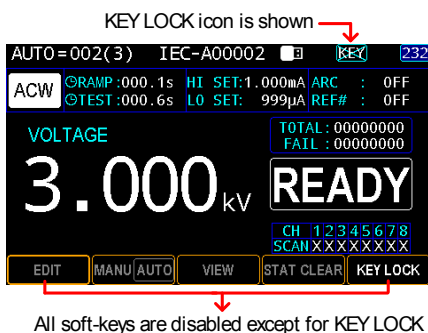 KEY LOCK icon is shown
AUTO=002(3) IEC-A00002 KEY 232
ACW RAMP:000.1s HI SET:1.000mA ARC : OFF
TEST:000.6s LO SET: 999µA REF# : OFF
VOLTAGE
TOTAL:00000000
FAIL :00000000
3.000 kV
READY
CH 12345678
SCAN XXXXXXXX
EDIT MANU AUTO VIEW STAT CLEAR KEY LOCK
All soft-keys are disabled except for KEY LOCK